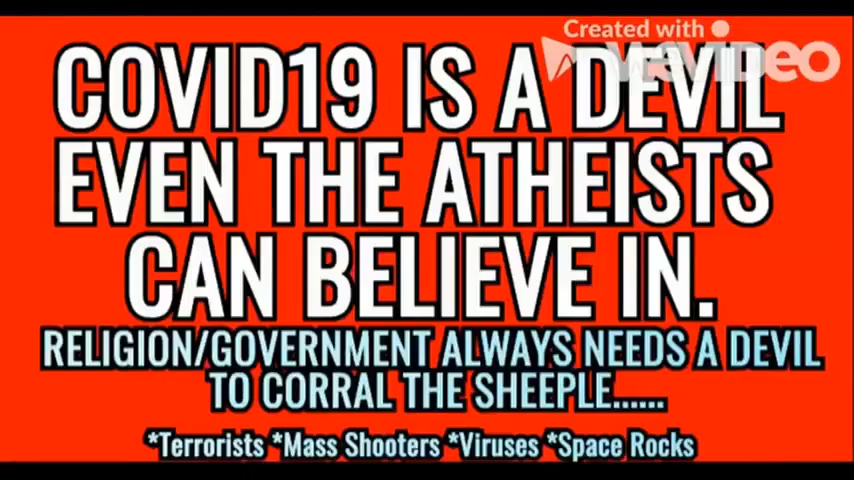 Created with
WeVIDEO
COVID19 IS A DEVIL
EVEN THE ATHEISTS
CAN BELIEVE IN.
RELIGION/GOVERNMENT ALWAYS NEEDS A DEVIL
TO CORRAL THE SHEEPLE......
*Terrorists *Mass Shooters *Viruses *Space Rocks